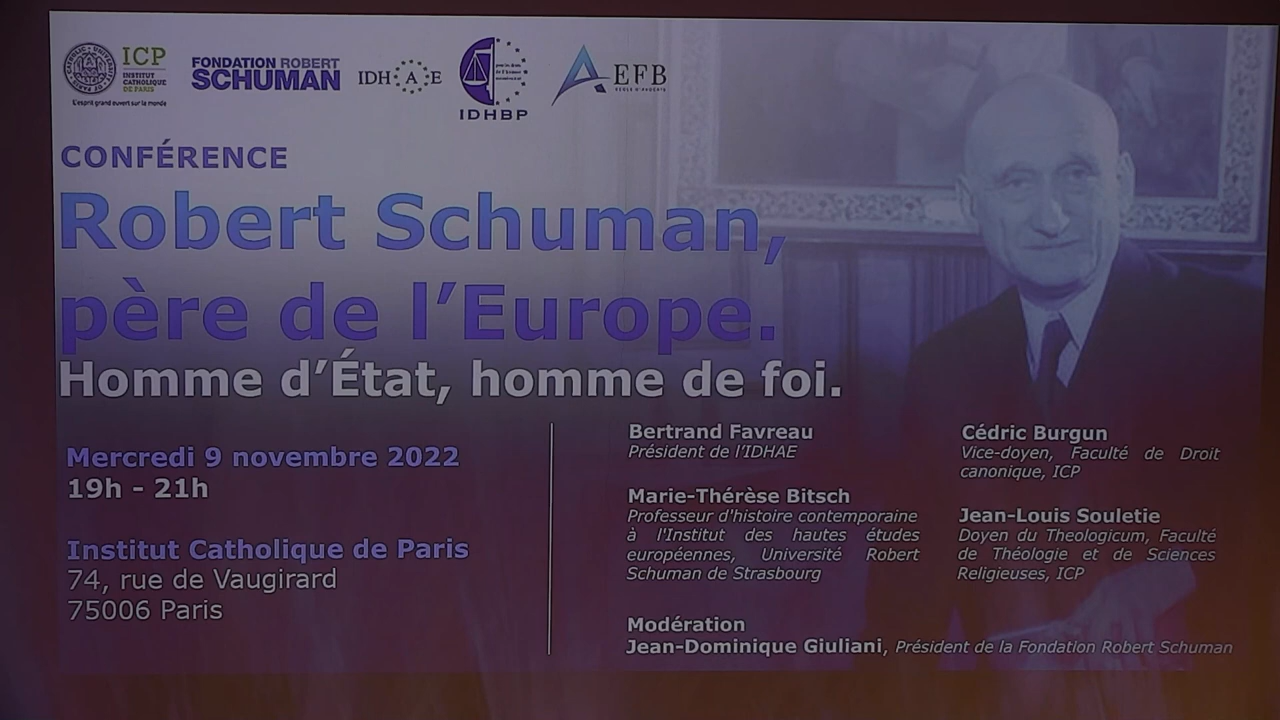 ICP
INSTITUT
CATHOLIQUE
DE PARIS
L'esprit grand ouvert sur le monde
FONDATION ROBERT
SCHUMAN
IDH A E
IDHBP
EFB
CONFÉRENCE
Robert Schuman,
père de l'Europe.
Homme d'État, homme de foi.
Mercredi 9 novembre 2022
19h - 21h
Institut Catholique de Paris
74, rue de Vaugirard
75006 Paris
Bertrand Favreau
Président de l'IDHAE
Marie-Thérèse Bitsch
Professeur d'histoire contemporaine
à l'Institut des hautes études
européennes, Université Robert
Schuman de Strasbourg
Cédric Burgun
Vice-doyen, Faculté de Droit
canonique, ICP
Jean-Louis Souletie
Doyen du Theologicum, Faculté
de Théologie et de Sciences
Religieuses, ICP
Modération
Jean-Dominique Giuliani, Président de la Fondation Robert Schuman